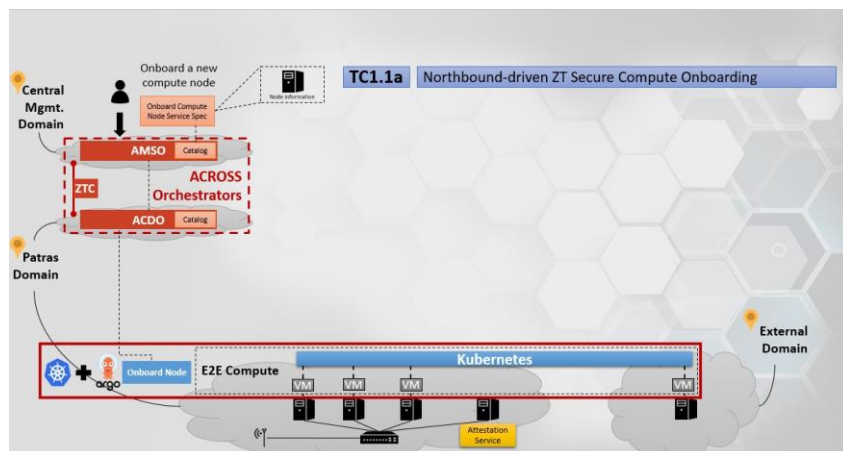 TC1.1a
Northbound-driven ZT Secure Compute Onboarding
Onboard a new
compute node
Node information
Onboard Compute
Node Service Spec
Central
Mgmt.
Domain
AMSO
Catalog
ACROSS
Orchestrators
ZTC
ACDO
Catalog
Patras
Domain
External
Domain
argo
Onboard Node
E2E Compute
Kubernetes
VM
VM
VM
VM
Attestation
Service